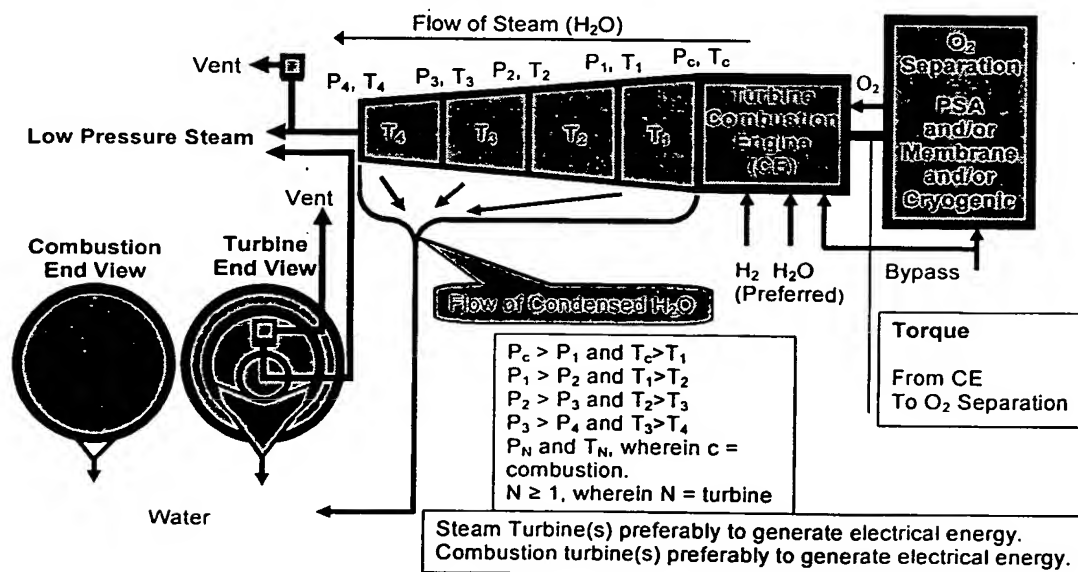 Flow of Steam (H₂O)
Vent
P₄, T₄
P₃, T₃
P₂, T₂
P₁, T₁
Pc, Tc
O₂
O₂
Separation
PSA
and/or
Membrane
and/or
Cryogenic
Turbine
Combustion
Engine
(CE)
T₄
T₃
T₂
T₁
Low Pressure Steam
Vent
Combustion
End View
Turbine
End View
Flow of Condensed H₂O
H₂ H₂O
(Preferred)
Bypass
Torque
From CE
To O₂ Separation
Pc > P₁ and Tc>T₁
P₁ > P₂ and T₁>T₂
P₂ > P₃ and T₂>T₃
P₃ > P₄ and T₃>T₄
P_N and T_N, wherein c =
combustion.
N ≥ 1, wherein N = turbine
Water
Steam Turbine(s) preferably to generate electrical energy.
Combustion turbine(s) preferably to generate electrical energy.